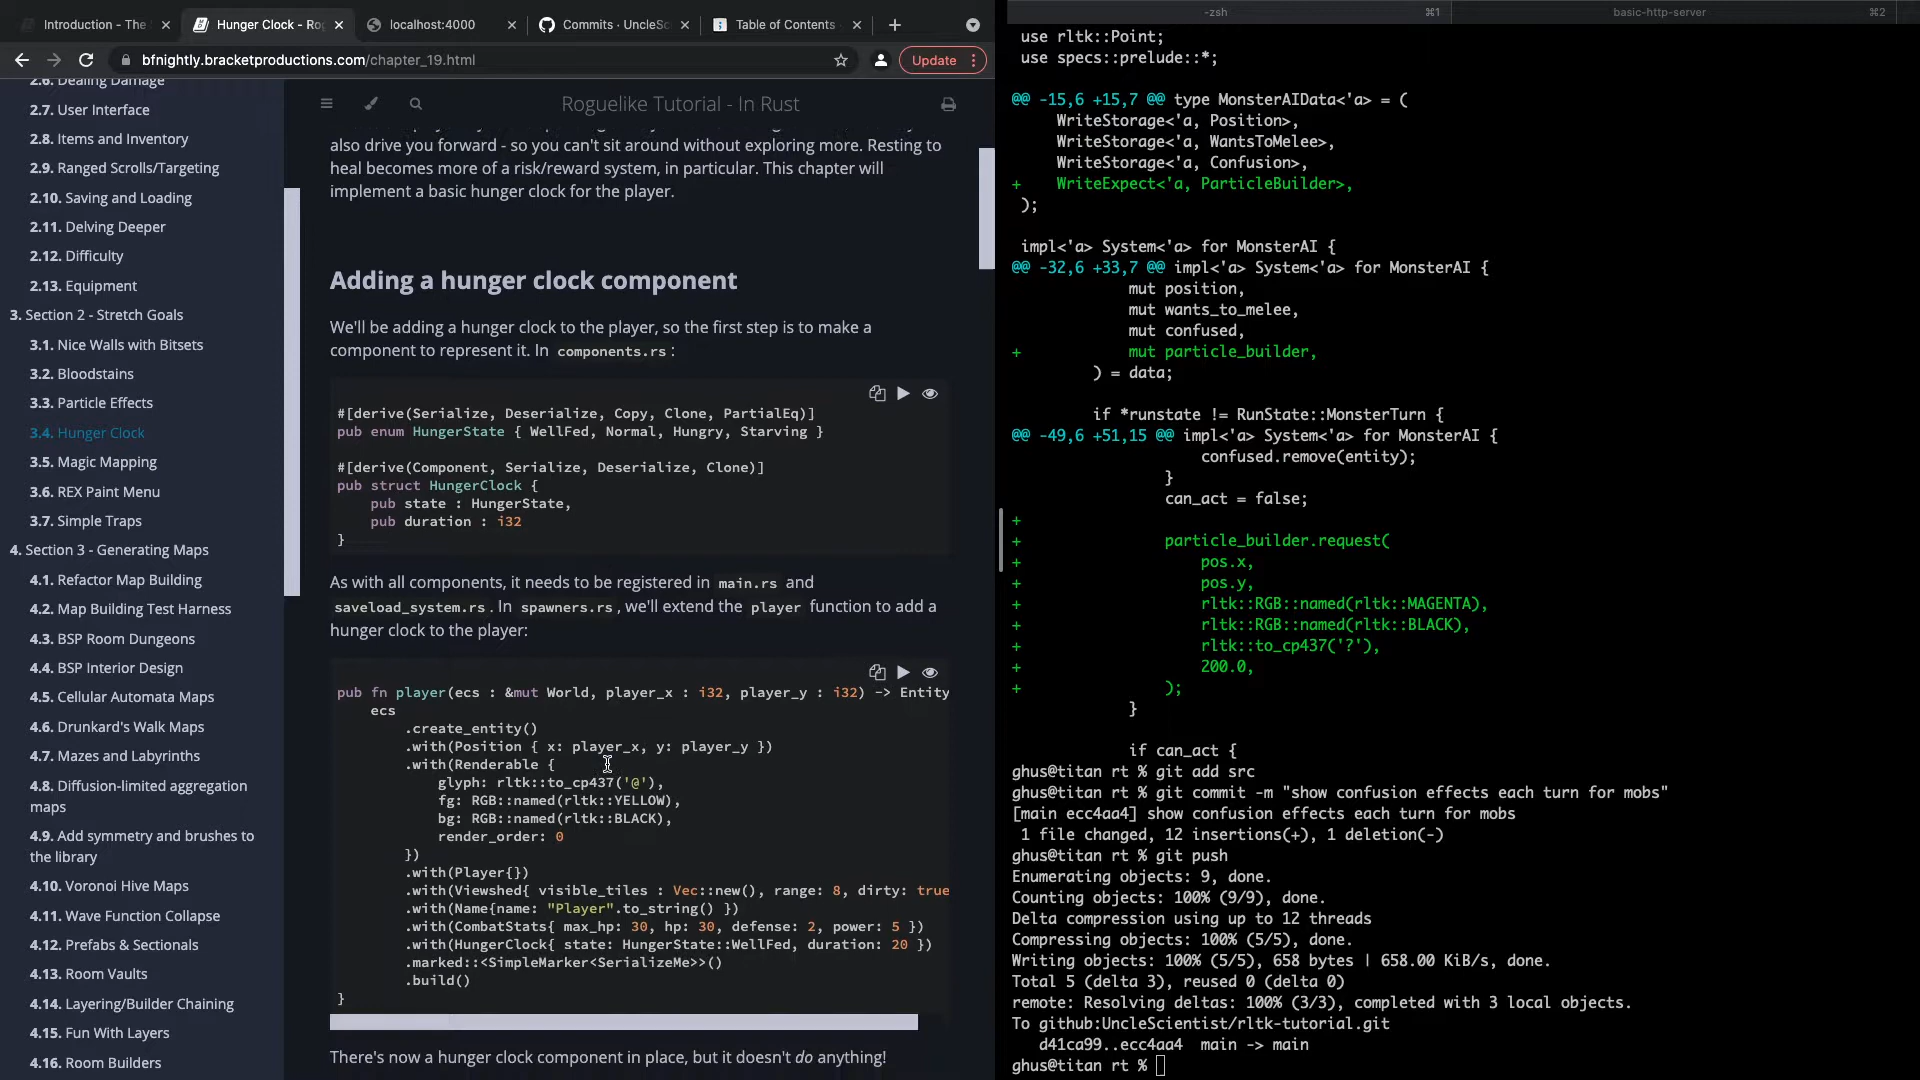 Introduction - The
Hunger Clock - Ro
localhost:4000
Commits · UncleSc
Table of Contents
bfnightly.bracketproductions.com/chapter_19.html
Update
2.6. Dealing Damage
2.7. User Interface
2.8. Items and Inventory
2.9. Ranged Scrolls/Targeting
2.10. Saving and Loading
2.11. Delving Deeper
2.12. Difficulty
2.13. Equipment
3. Section 2 - Stretch Goals
3.1. Nice Walls with Bitsets
3.2. Bloodstains
3.3. Particle Effects
3.4. Hunger Clock
3.5. Magic Mapping
3.6. REX Paint Menu
3.7. Simple Traps
4. Section 3 - Generating Maps
4.1. Refactor Map Building
4.2. Map Building Test Harness
4.3. BSP Room Dungeons
4.4. BSP Interior Design
4.5. Cellular Automata Maps
4.6. Drunkard's Walk Maps
4.7. Mazes and Labyrinths
4.8. Diffusion-limited aggregation
maps
4.9. Add symmetry and brushes to
the library
4.10. Voronoi Hive Maps
4.11. Wave Function Collapse
4.12. Prefabs & Sectionals
4.13. Room Vaults
4.14. Layering/Builder Chaining
4.15. Fun With Layers
4.16. Room Builders
Roguelike Tutorial - In Rust
also drive you forward - so you can't sit around without exploring more. Resting to
heal becomes more of a risk/reward system, in particular. This chapter will
implement a basic hunger clock for the player.
Adding a hunger clock component
We'll be adding a hunger clock to the player, so the first step is to make a
component to represent it. In components.rs:
#[derive(Serialize, Deserialize, Copy, Clone, PartialEq)]
pub enum HungerState { WellFed, Normal, Hungry, Starving }
#[derive(Component, Serialize, Deserialize, Clone)]
pub struct HungerClock {
    pub state : HungerState,
    pub duration : i32
}
As with all components, it needs to be registered in main.rs and
saveload_system.rs. In spawners.rs, we'll extend the player function to add a
hunger clock to the player:
pub fn player(ecs : &mut World, player_x : i32, player_y : i32) -> Entity
    ecs
        .create_entity()
        .with(Position { x: player_x, y: player_y })
        .with(Renderable {
            glyph: rltk::to_cp437('@'),
            fg: RGB::named(rltk::YELLOW),
            bg: RGB::named(rltk::BLACK),
            render_order: 0
        })
        .with(Player{})
        .with(Viewshed{ visible_tiles : Vec::new(), range: 8, dirty: true
        .with(Name{name: "Player".to_string() })
        .with(CombatStats{ max_hp: 30, hp: 30, defense: 2, power: 5 })
        .with(HungerClock{ state: HungerState::WellFed, duration: 20 })
        .marked::<SimpleMarker<SerializeMe>>()
        .build()
}
There's now a hunger clock component in place, but it doesn't do anything!
-zsh ⌘1
basic-http-server ⌘2
 use rltk::Point;
 use specs::prelude::*;
@@ -15,6 +15,7 @@ type MonsterAIData<'a> = (
     WriteStorage<'a, Position>,
     WriteStorage<'a, WantsToMelee>,
     WriteStorage<'a, Confusion>,
+    WriteExpect<'a, ParticleBuilder>,
 );
 impl<'a> System<'a> for MonsterAI {
@@ -32,6 +33,7 @@ impl<'a> System<'a> for MonsterAI {
             mut position,
             mut wants_to_melee,
             mut confused,
+            mut particle_builder,
         ) = data;
         if *runstate != RunState::MonsterTurn {
@@ -49,6 +51,15 @@ impl<'a> System<'a> for MonsterAI {
                     confused.remove(entity);
                 }
                 can_act = false;
+
+                particle_builder.request(
+                    pos.x,
+                    pos.y,
+                    rltk::RGB::named(rltk::MAGENTA),
+                    rltk::RGB::named(rltk::BLACK),
+                    rltk::to_cp437('?'),
+                    200.0,
+                );
             }
             if can_act {
ghus@titan rt % git add src
ghus@titan rt % git commit -m "show confusion effects each turn for mobs"
[main ecc4aa4] show confusion effects each turn for mobs
 1 file changed, 12 insertions(+), 1 deletion(-)
ghus@titan rt % git push
Enumerating objects: 9, done.
Counting objects: 100% (9/9), done.
Delta compression using up to 12 threads
Compressing objects: 100% (5/5), done.
Writing objects: 100% (5/5), 658 bytes | 658.00 KiB/s, done.
Total 5 (delta 3), reused 0 (delta 0)
remote: Resolving deltas: 100% (3/3), completed with 3 local objects.
To github:UncleScientist/rltk-tutorial.git
   d41ca99..ecc4aa4  main -> main
ghus@titan rt %